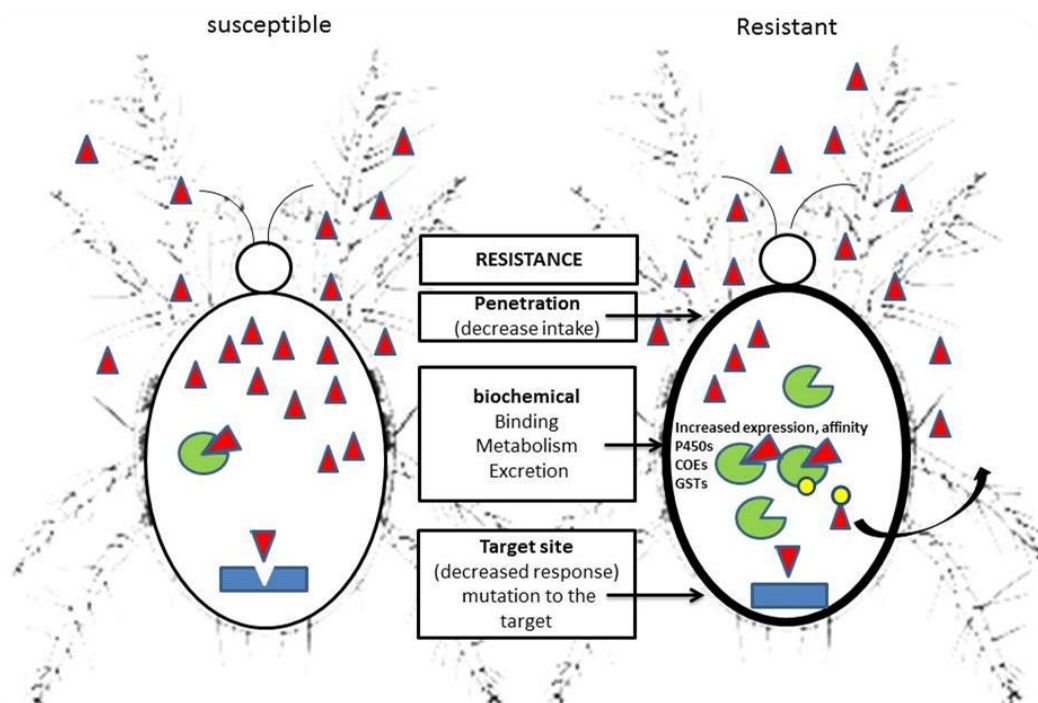 susceptible
Resistant
RESISTANCE
Penetration
(decrease intake)
biochemical
Binding
Metabolism
Excretion
Increased expression, affinity
P450s
COEs
GSTs
Target site
(decreased response)
mutation to the
target